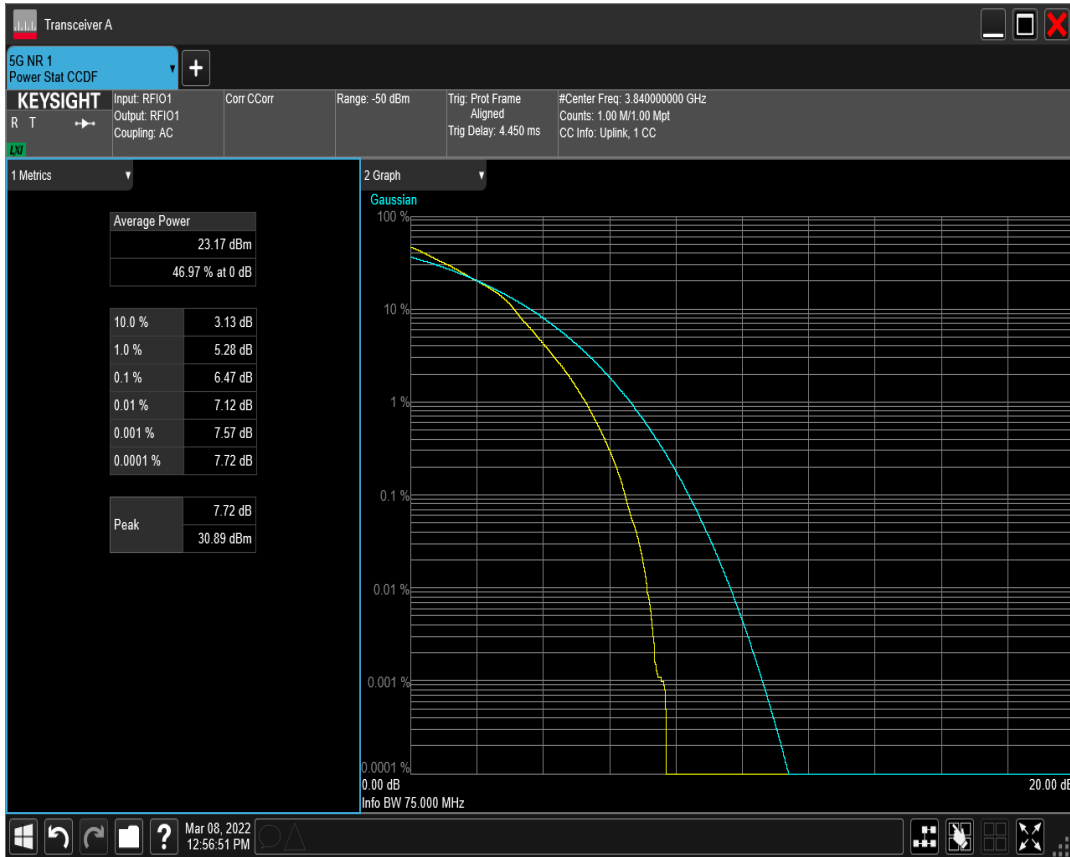 Transceiver A
5G NR 1
Power Stat CCDF
+
KEYSIGHT
R T
LXI
Input: RFIO1
Output: RFIO1
Coupling: AC
Corr CCorr
Range: -50 dBm
Trig: Prot Frame
Aligned
Trig Delay: 4.450 ms
#Center Freq: 3.840000000 GHz
Counts: 1.00 M/1.00 Mpt
CC Info: Uplink, 1 CC
1 Metrics
Average Power
23.17 dBm
46.97 % at 0 dB
10.0 % 3.13 dB
1.0 % 5.28 dB
0.1 % 6.47 dB
0.01 % 7.12 dB
0.001 % 7.57 dB
0.0001 % 7.72 dB
Peak
7.72 dB
30.89 dBm
2 Graph
Gaussian
100 %
10 %
1 %
0.1 %
0.01 %
0.001 %
0.0001 %
0.00 dB 20.00 dB
Info BW 75.000 MHz
?
Mar 08, 2022
12:56:51 PM